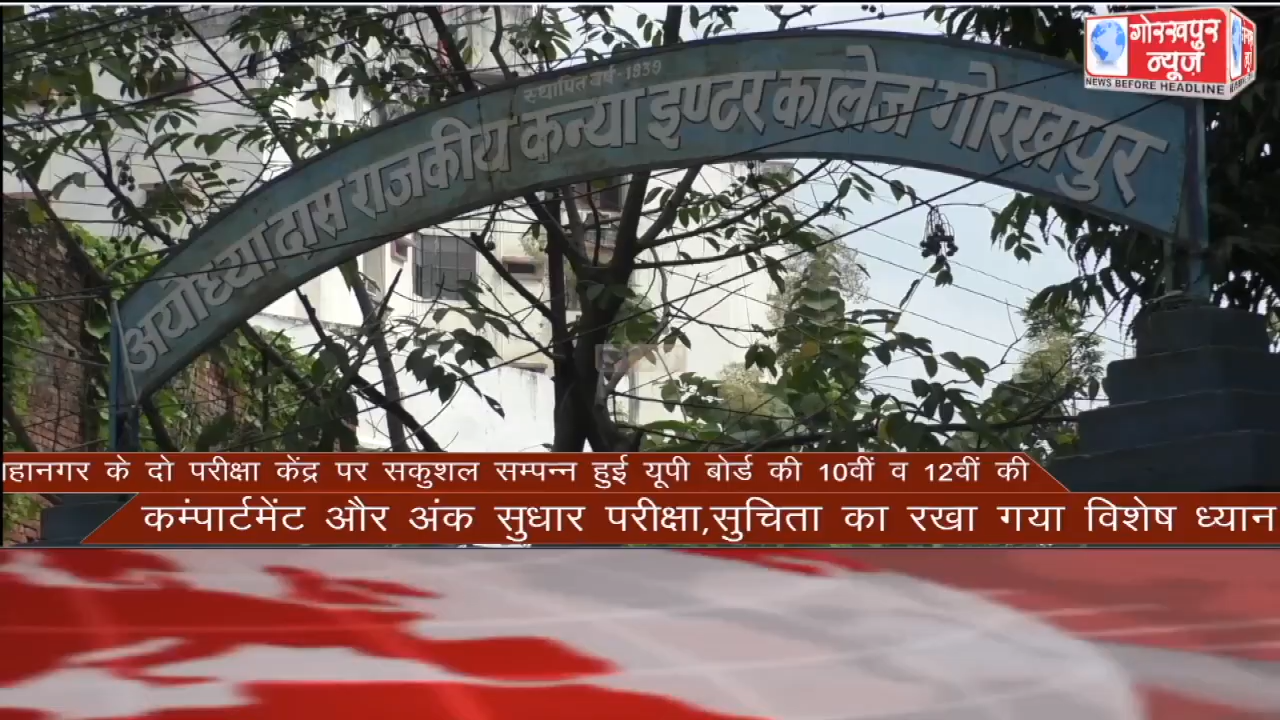 गोरखपुर
न्यूज़
NEWS BEFORE HEADLINE
स्थापित वर्ष-1939
अयोध्या दास राजकीय कन्या इण्टर कालेज गोरखपुर
हानगर के दो परीक्षा केंद्र पर सकुशल सम्पन्न हुई यूपी बोर्ड की 10वीं व 12वीं की
कम्पार्टमेंट और अंक सुधार परीक्षा,सुचिता का रखा गया विशेष ध्यान